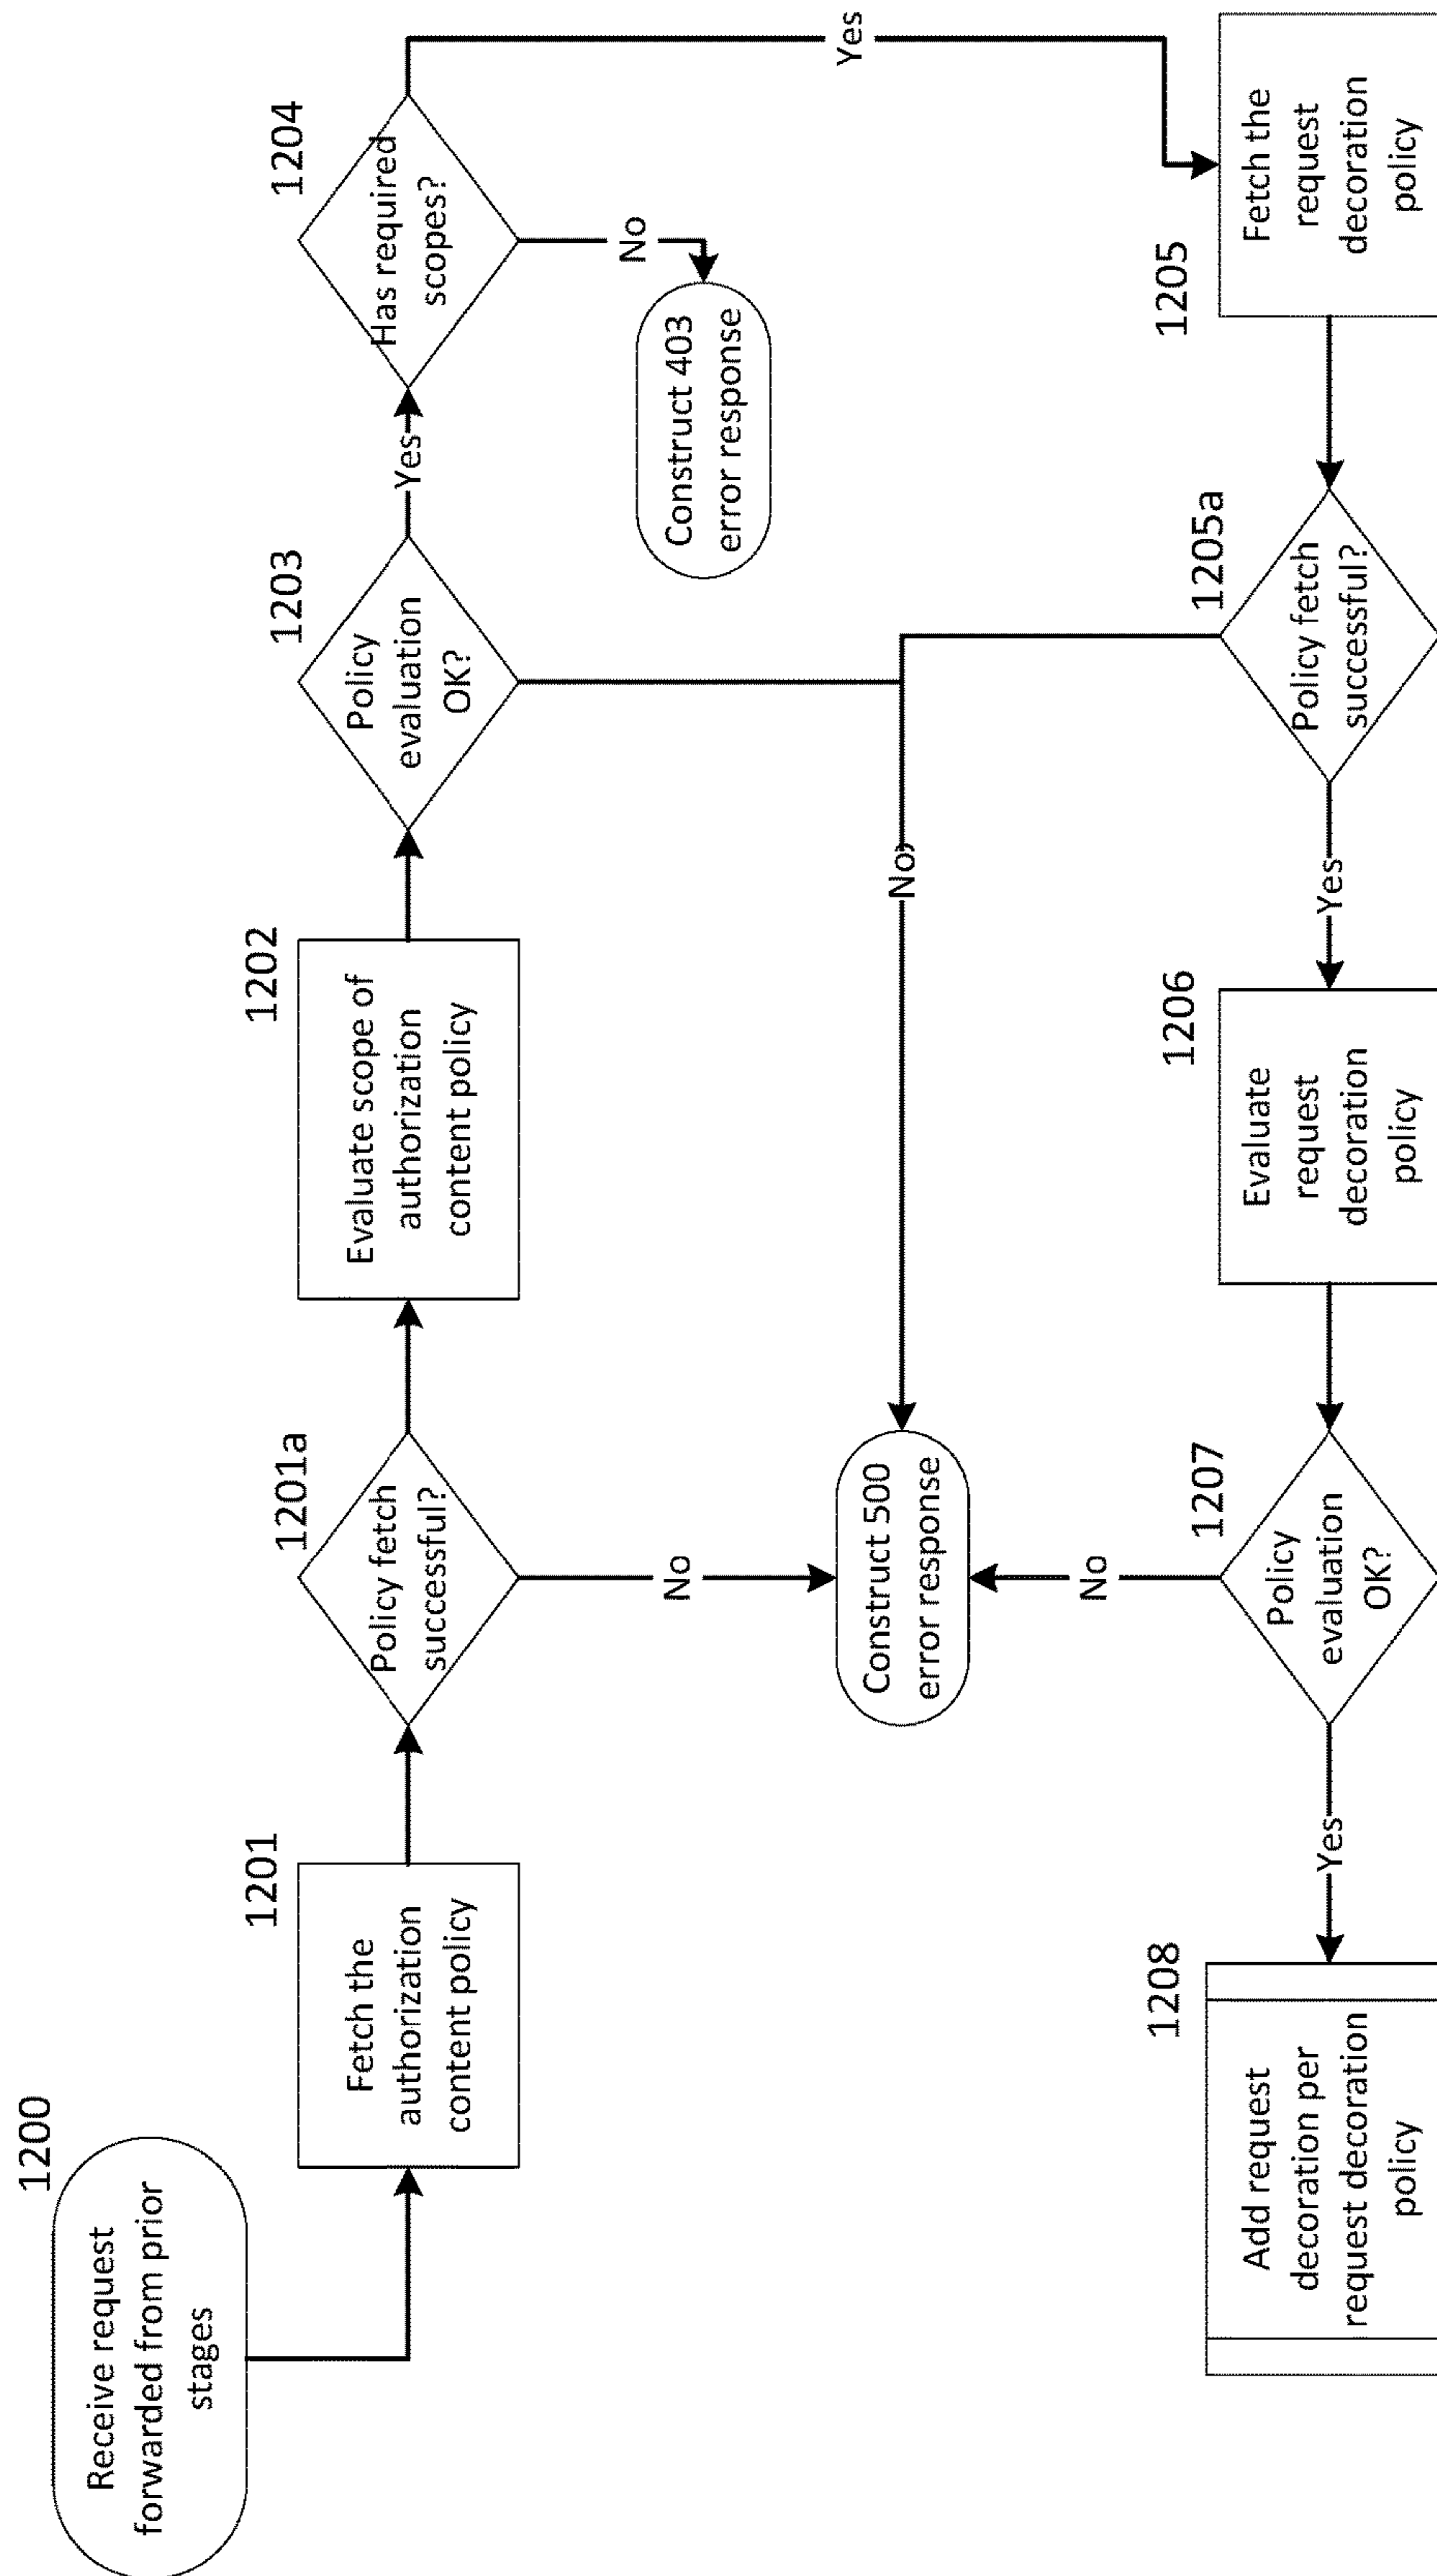 1200
Receive request
forwarded from prior
stages
1201
Fetch the
authorization
content policy
1201a
Policy fetch
successful?
No
1202
Evaluate scope of
authorization
content policy
1203
Policy
evaluation
OK?
Yes
1204
Has required
scopes?
No
Construct 403
error response
Yes
No
Construct 500
error response
1205
Fetch the
request
decoration
policy
1205a
Policy fetch
successful?
Yes
1206
Evaluate
request
decoration
policy
1207
Policy
evaluation
OK?
No
Yes
1208
Add request
decoration per
request decoration
policy